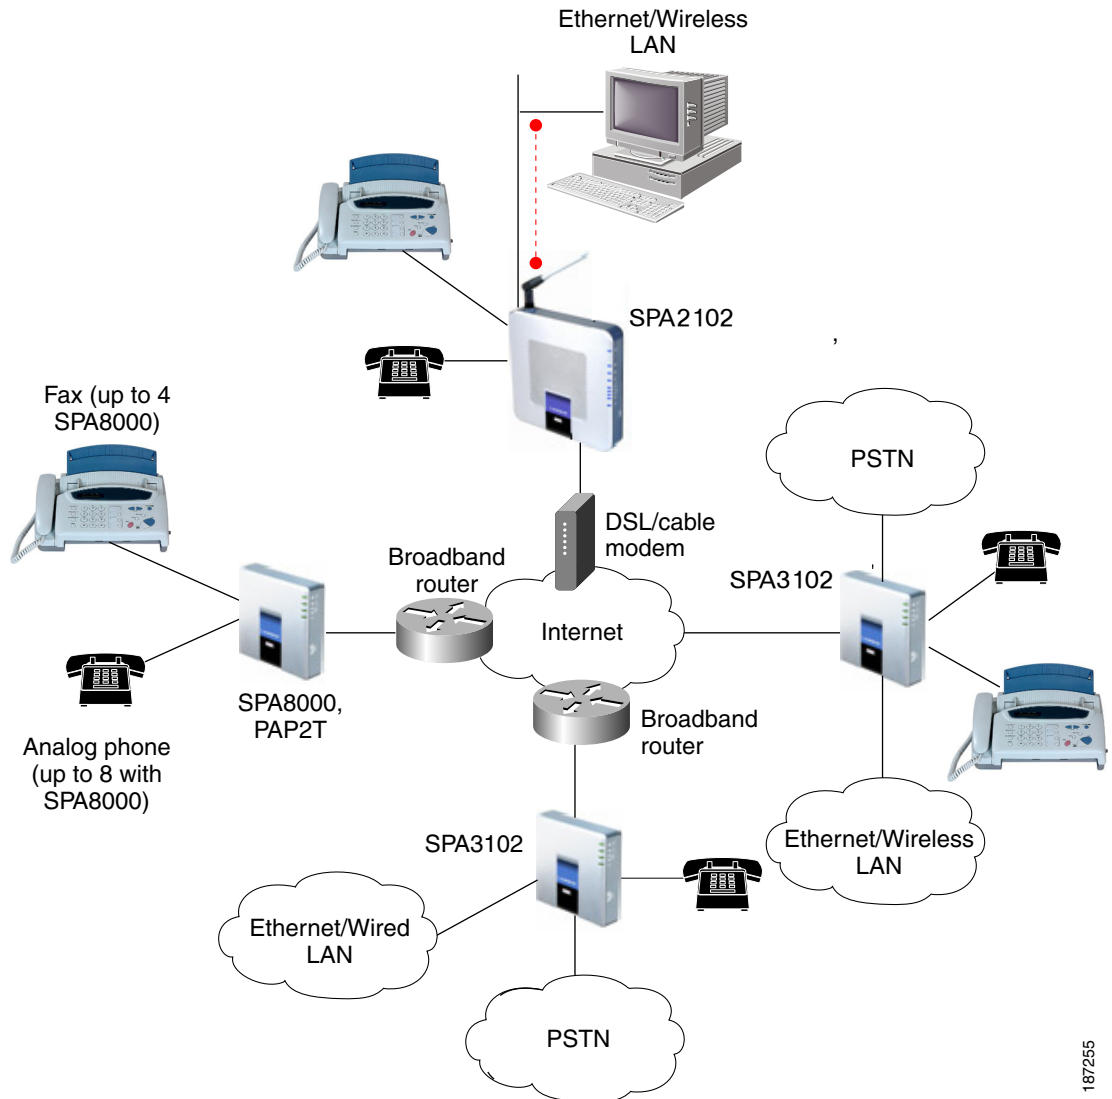 Ethernet/Wireless
LAN
SPA2102
,
Fax (up to 4
SPA8000)
PSTN
DSL/cable
modem
Broadband
router
SPA3102
'
Internet
SPA8000,
PAP2T
Broadband
router
Analog phone
(up to 8 with
SPA8000)
SPA3102
Ethernet/Wireless
LAN
Ethernet/Wired
LAN
PSTN
187255